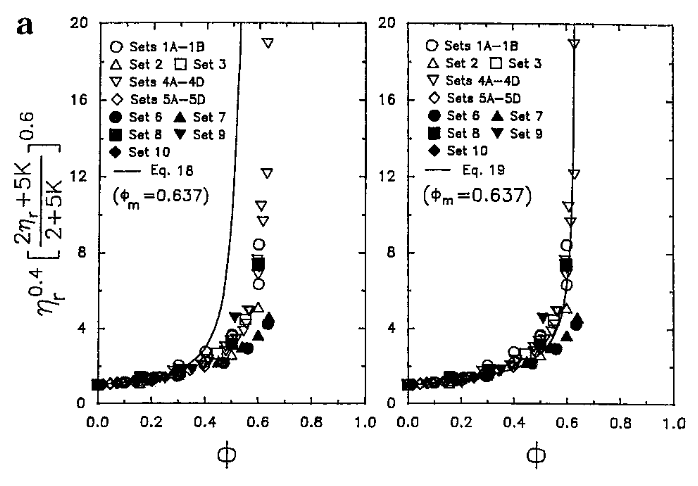 a
20
16
12
8
4
0
η_r^0.4 [ (2η_r + 5K) / (2 + 5K) ]^0.6
○ Sets 1A–1B
△ Set 2 □ Set 3
▽ Sets 4A–4D
◇ Sets 5A–5D
● Set 6 ▲ Set 7
■ Set 8 ▼ Set 9
◆ Set 10
— Eq. 18
(ϕ_m=0.637)
0.0 0.2 0.4 0.6 0.8 1.0
Φ
20
16
12
8
4
0
○ Sets 1A–1B
△ Set 2 □ Set 3
▽ Sets 4A–4D
◇ Sets 5A–5D
● Set 6 ▲ Set 7
■ Set 8 ▼ Set 9
◆ Set 10
— Eq. 19
(ϕ_m=0.637)
0.0 0.2 0.4 0.6 0.8 1.0
Φ